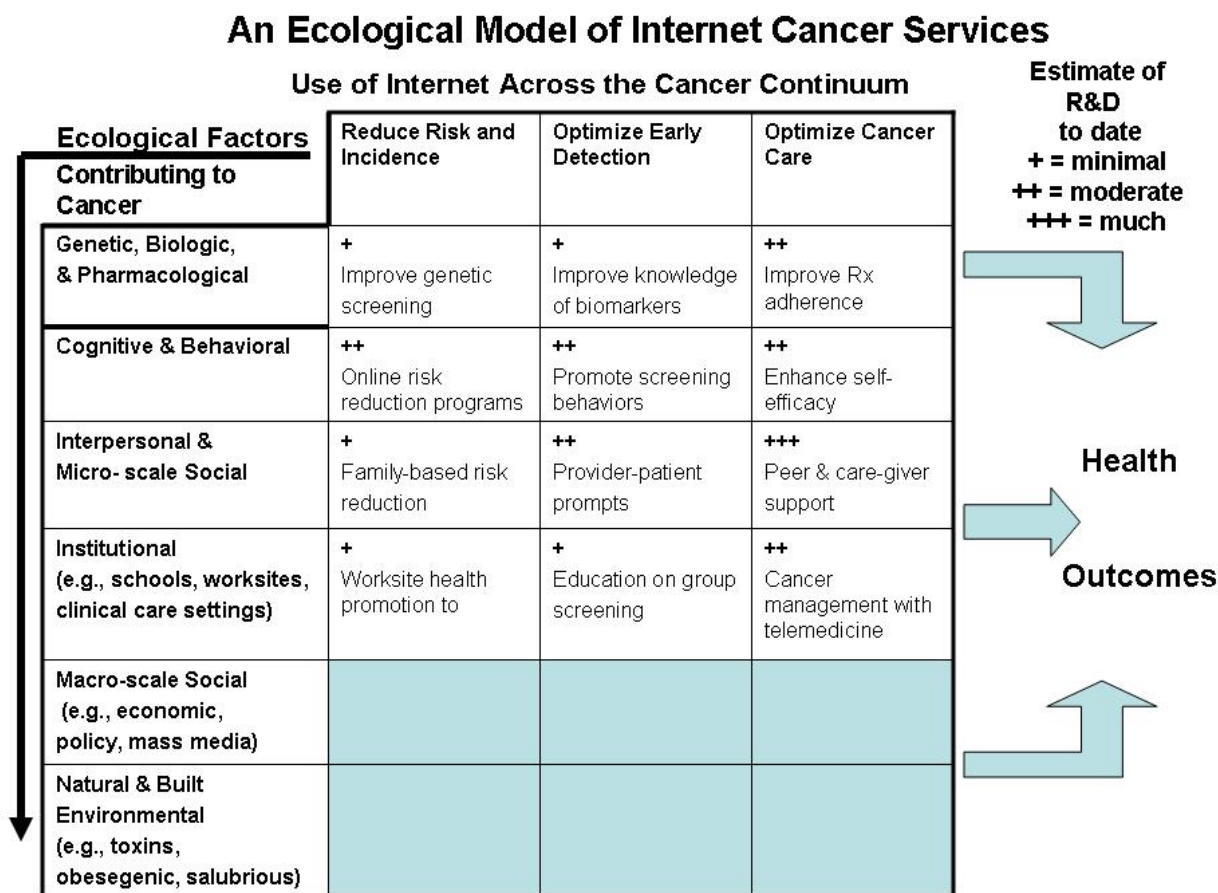 An Ecological Model of Internet Cancer Services
Use of Internet Across the Cancer Continuum
Estimate of
R&D
to date
+ = minimal
++ = moderate
+++ = much
Ecological Factors
Contributing to
Cancer
Reduce Risk and
Incidence
Optimize Early
Detection
Optimize Cancer
Care
Genetic, Biologic,
& Pharmacological
+
Improve genetic
screening
+
Improve knowledge
of biomarkers
++
Improve Rx
adherence
Cognitive & Behavioral
++
Online risk
reduction programs
++
Promote screening
behaviors
++
Enhance self-
efficacy
Interpersonal &
Micro- scale Social
+
Family-based risk
reduction
++
Provider-patient
prompts
+++
Peer & care-giver
support
Institutional
(e.g., schools, worksites,
clinical care settings)
+
Worksite health
promotion to
+
Education on group
screening
++
Cancer
management with
telemedicine
Macro-scale Social
(e.g., economic,
policy, mass media)
Natural & Built
Environmental
(e.g., toxins,
obesegenic, salubrious)
Health
Outcomes